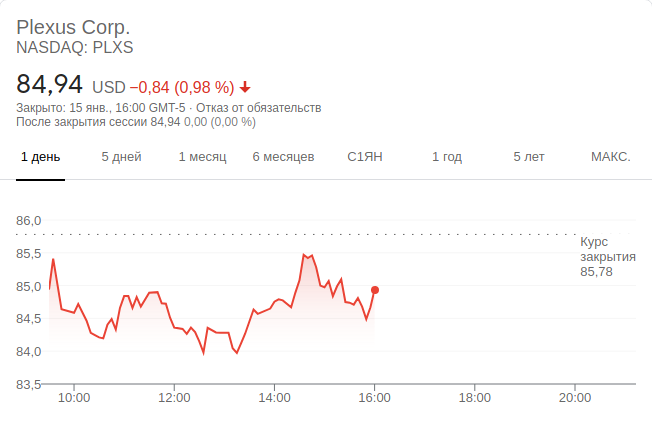 Plexus Corp.
NASDAQ: PLXS
84,94 USD −0,84 (0,98 %)
Закрыто: 15 янв., 16:00 GMT-5 · Отказ от обязательств
После закрытия сессии 84,94 0,00 (0,00 %)
1 день 5 дней 1 месяц 6 месяцев С1ЯН 1 год 5 лет МАКС.
86,0
Курс
закрытия
85,78
85,5
85,0
84,5
84,0
83,5
10:00 12:00 14:00 16:00 18:00 20:00